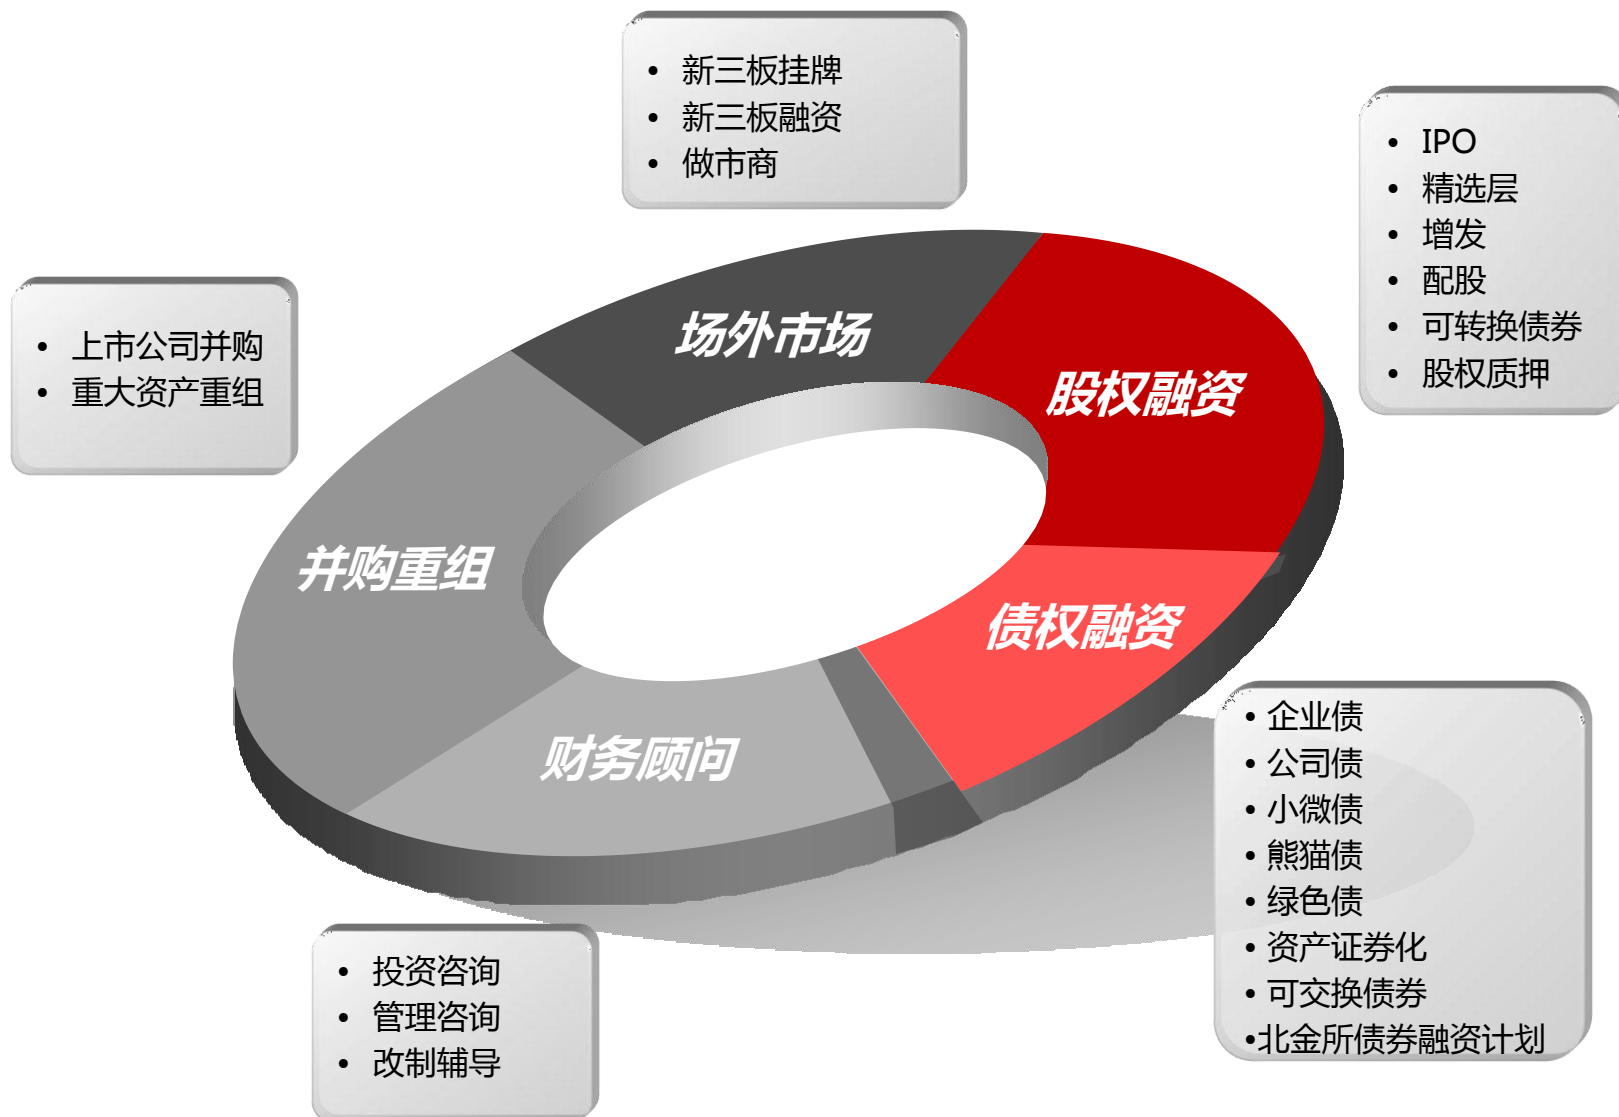 • 新三板挂牌
• 新三板融资
• 做市商
• IPO
• 精选层
• 增发
• 配股
• 可转换债券
• 股权质押
• 上市公司并购
• 重大资产重组
场外市场
股权融资
并购重组
债权融资
财务顾问
• 企业债
• 公司债
• 小微债
• 熊猫债
• 绿色债
• 资产证券化
• 可交换债券
•北金所债券融资计划
• 投资咨询
• 管理咨询
• 改制辅导